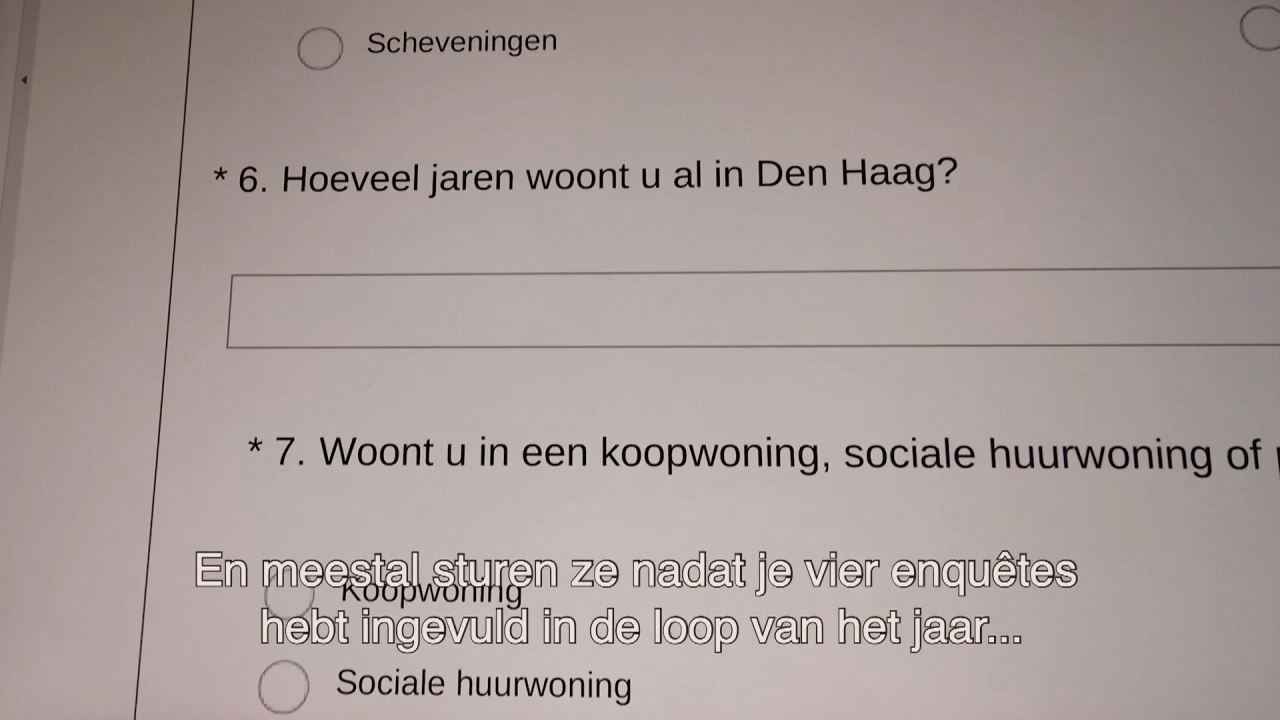 Scheveningen
* 6. Hoeveel jaren woont u al in Den Haag?
* 7. Woont u in een koopwoning, sociale huurwoning of
En meestal sturen ze nadat je vier enquêtes
Koopwoning
hebt ingevuld in de loop van het jaar...
Sociale huurwoning